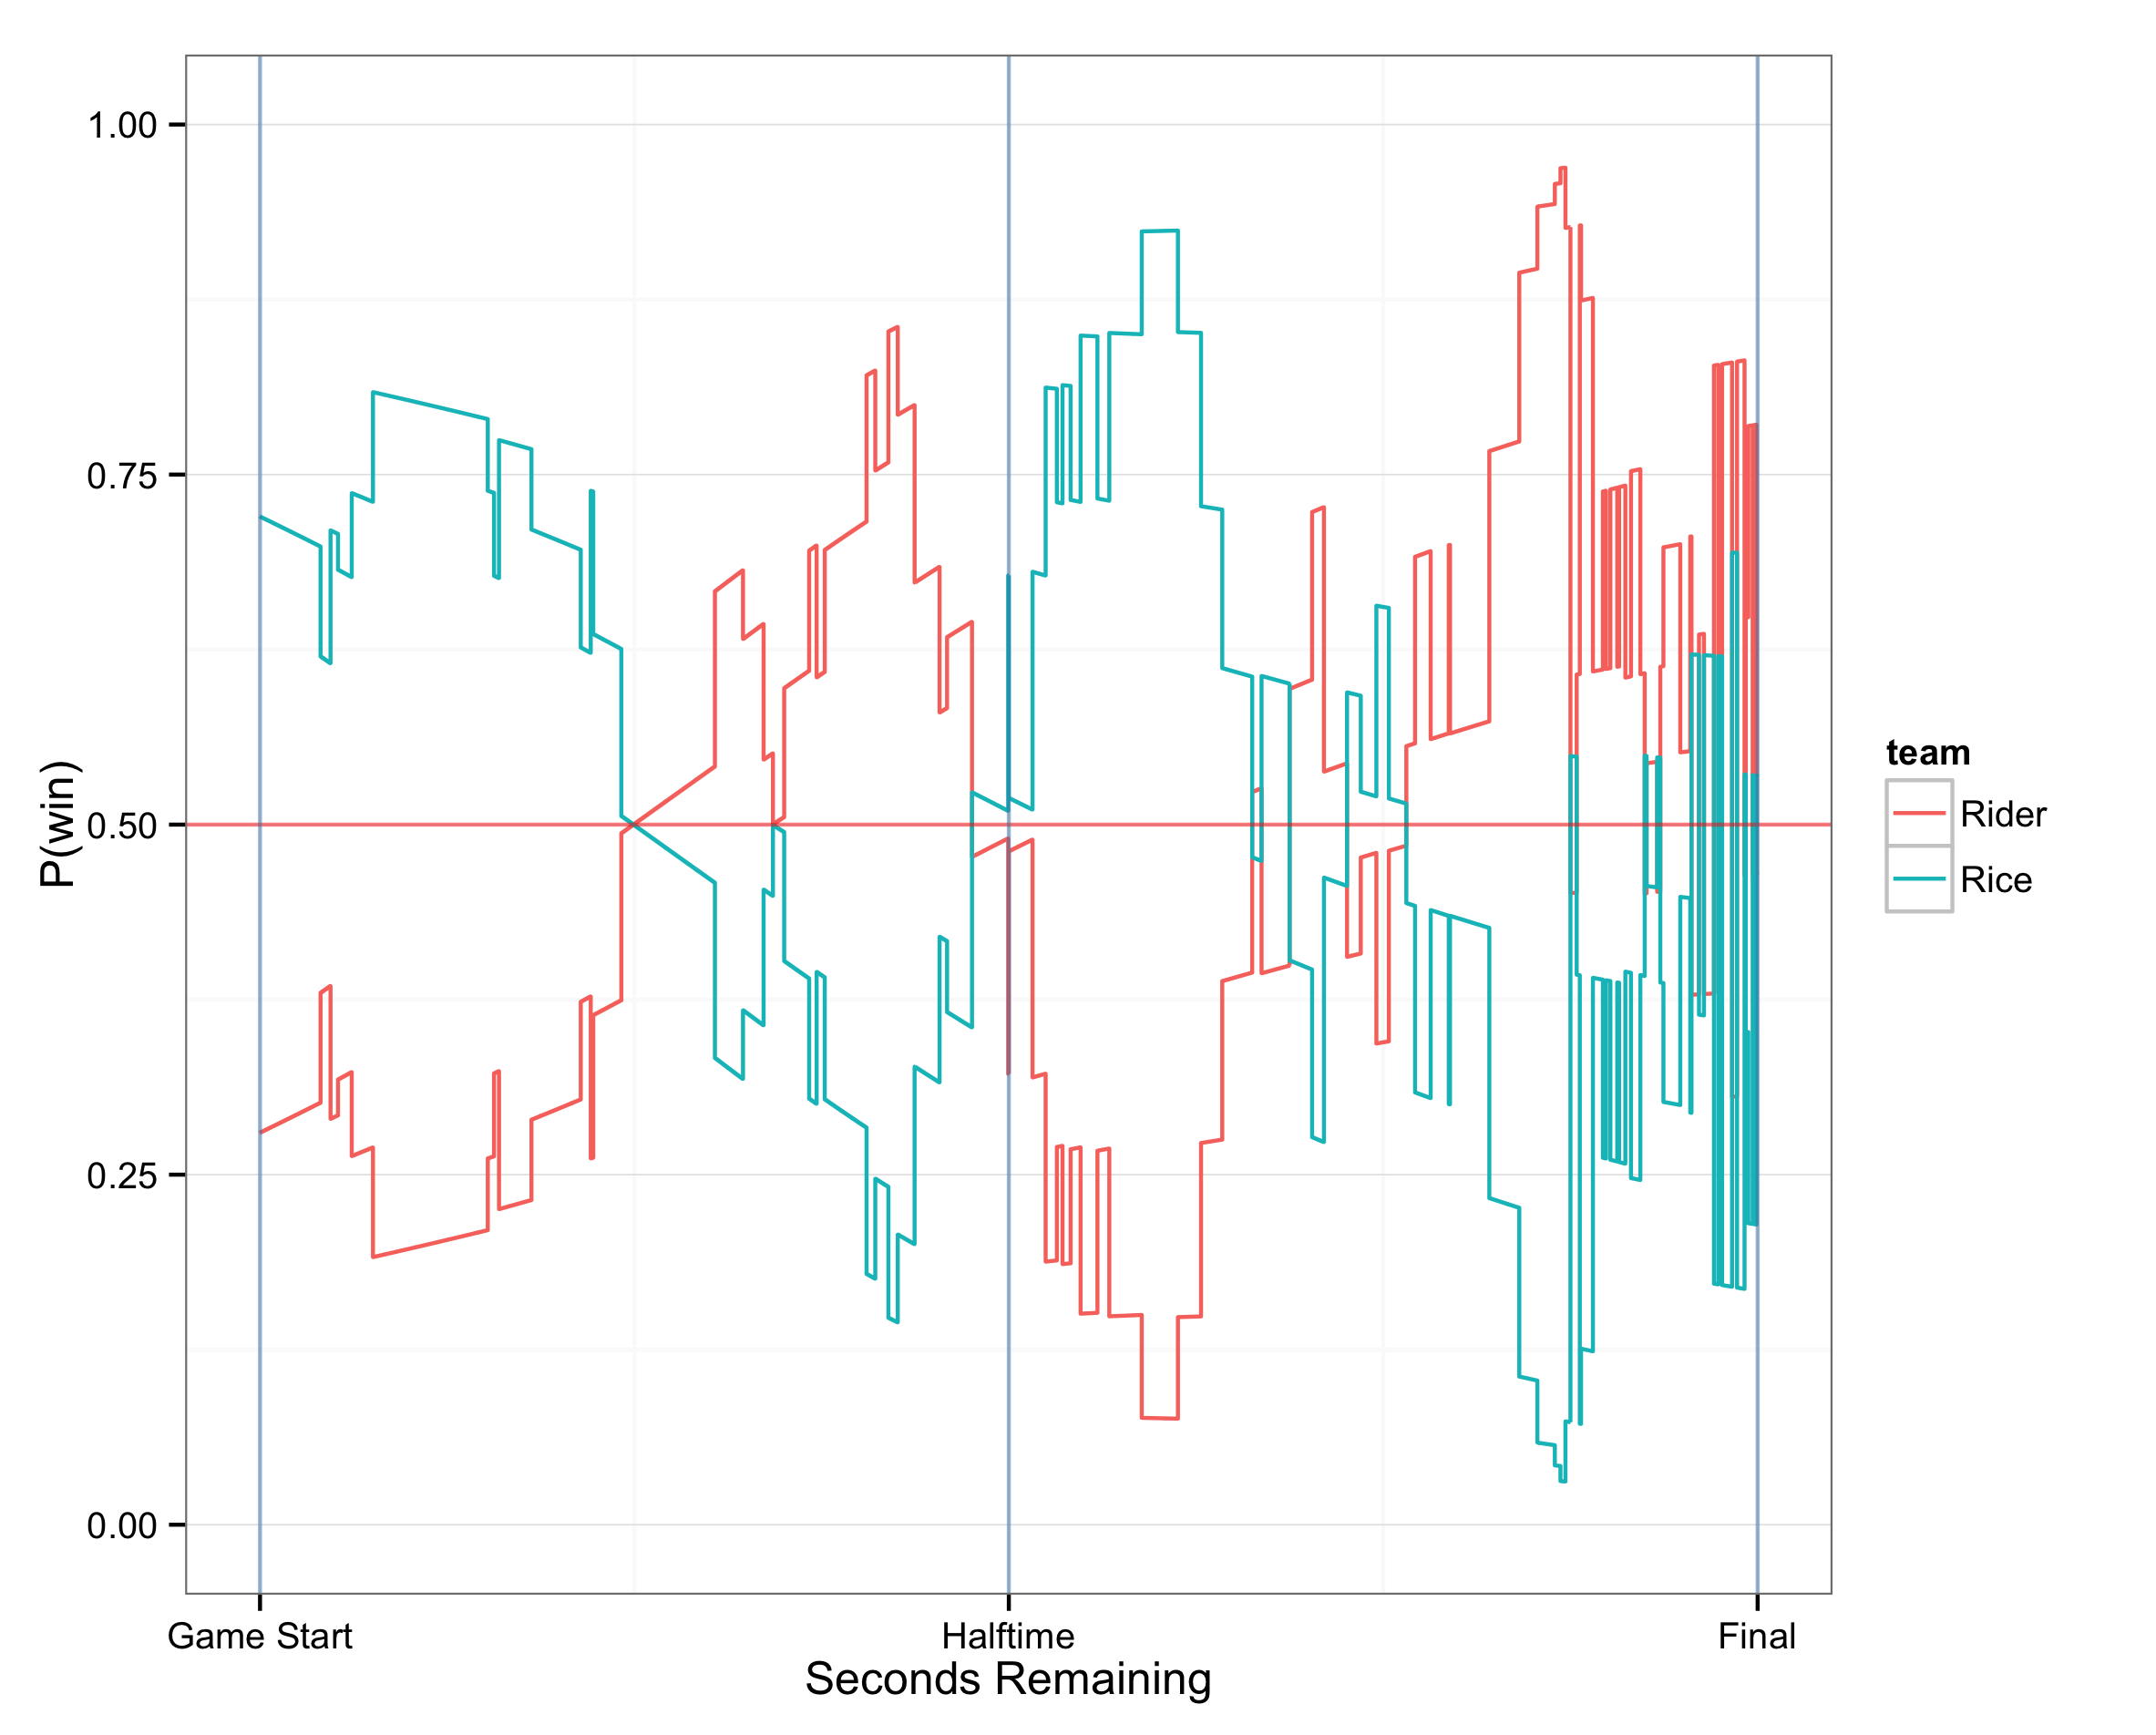 1.00
0.75
0.50
0.25
0.00
P(win)
Game Start
Halftime
Final
Seconds Remaining
team
Rider
Rice